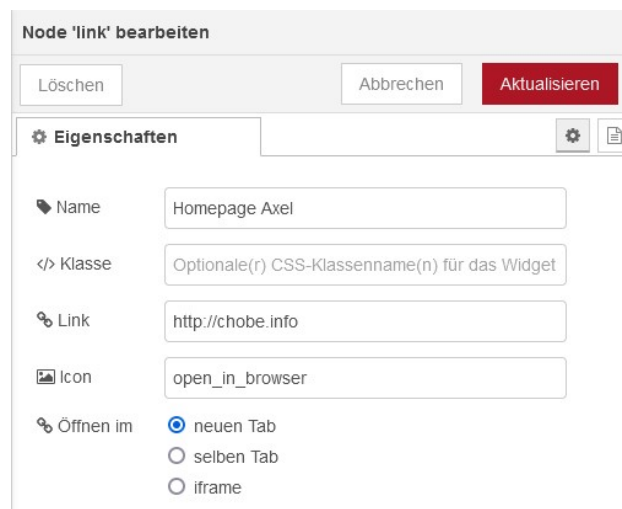 Node 'link' bearbeiten
Löschen Abbrechen Aktualisieren
Eigenschaften
Name Homepage Axel
</> Klasse Optionale(r) CSS-Klassenname(n) für das Widget
Link http://chobe.info
Icon open_in_browser
Öffnen im neuen Tab
selben Tab
iframe